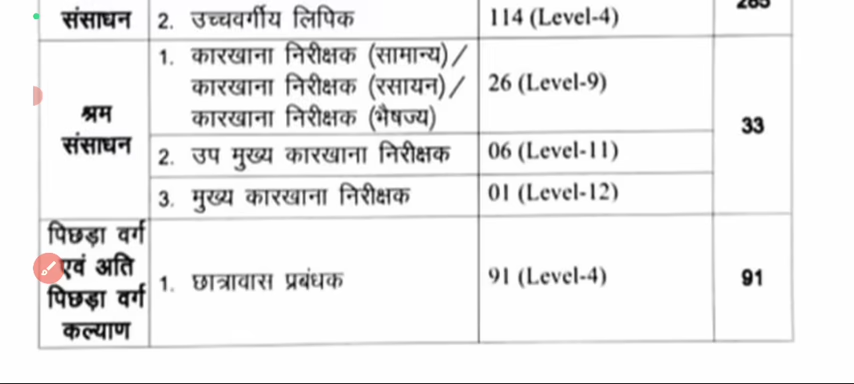 संसाधन 2. उच्चवर्गीय लिपिक 114 (Level-4) 285
श्रम संसाधन
1. कारखाना निरीक्षक (सामान्य)/
कारखाना निरीक्षक (रसायन)/
कारखाना निरीक्षक (भैषज्य)
26 (Level-9)
2. उप मुख्य कारखाना निरीक्षक 06 (Level-11)
3. मुख्य कारखाना निरीक्षक 01 (Level-12)
33
पिछड़ा वर्ग
एवं अति
पिछड़ा वर्ग
कल्याण
1. छात्रावास प्रबंधक 91 (Level-4) 91